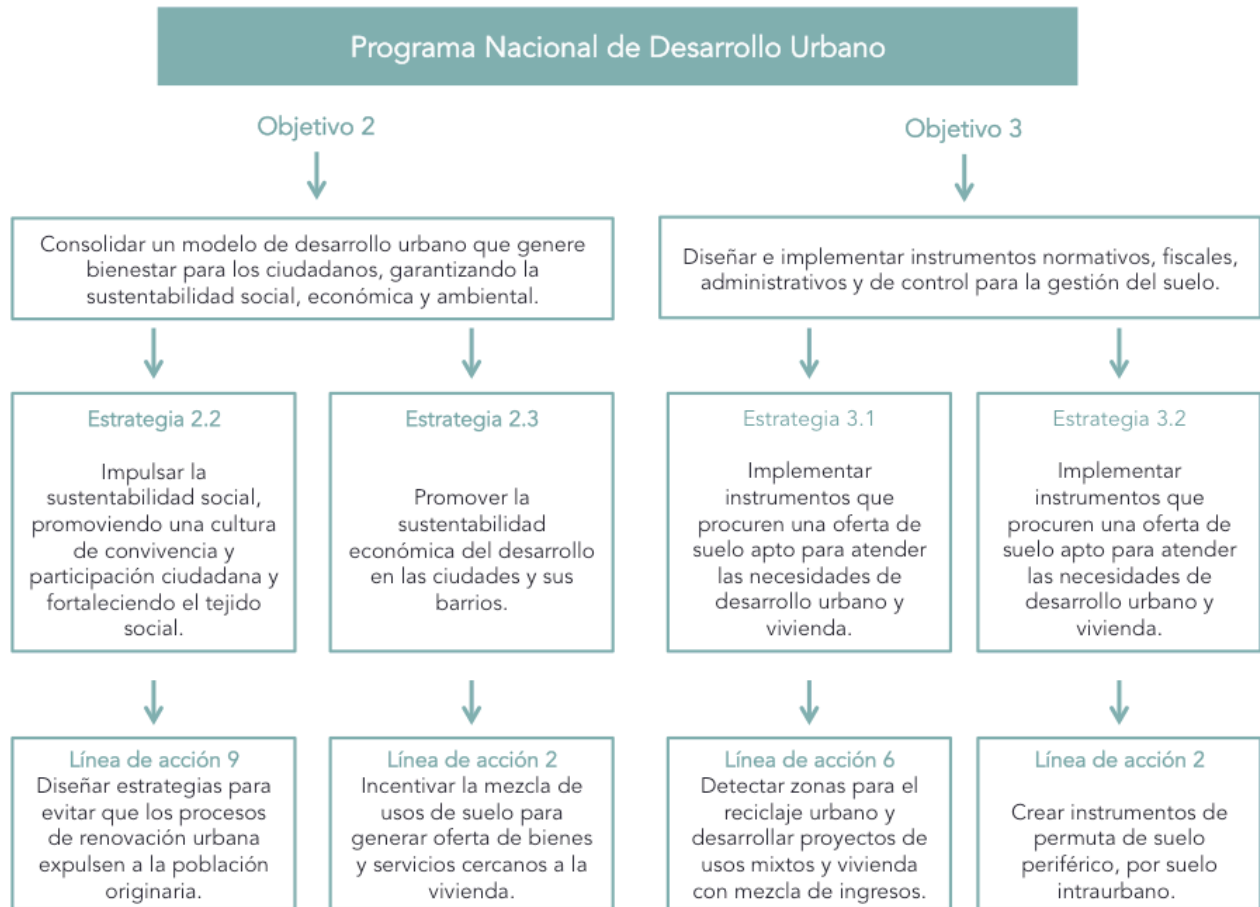 Programa Nacional de Desarrollo Urbano
Objetivo 2
Consolidar un modelo de desarrollo urbano que genere
bienestar para los ciudadanos, garantizando la
sustentabilidad social, económica y ambiental.
Estrategia 2.2
Impulsar la
sustentabilidad social,
promoviendo una cultura
de convivencia y
participación ciudadana y
fortaleciendo el tejido
social.
Línea de acción 9
Diseñar estrategias para
evitar que los procesos
de renovación urbana
expulsen a la población
originaria.
Estrategia 2.3
Promover la
sustentabilidad
económica del desarrollo
en las ciudades y sus
barrios.
Línea de acción 2
Incentivar la mezcla de
usos de suelo para
generar oferta de bienes
y servicios cercanos a la
vivienda.
Objetivo 3
Diseñar e implementar instrumentos normativos, fiscales,
administrativos y de control para la gestión del suelo.
Estrategia 3.1
Implementar
instrumentos que
procuren una oferta de
suelo apto para atender
las necesidades de
desarrollo urbano y
vivienda.
Línea de acción 6
Detectar zonas para el
reciclaje urbano y
desarrollar proyectos de
usos mixtos y vivienda
con mezcla de ingresos.
Estrategia 3.2
Implementar
instrumentos que
procuren una oferta de
suelo apto para atender
las necesidades de
desarrollo urbano y
vivienda.
Línea de acción 2
Crear instrumentos de
permuta de suelo
periférico, por suelo
intraurbano.